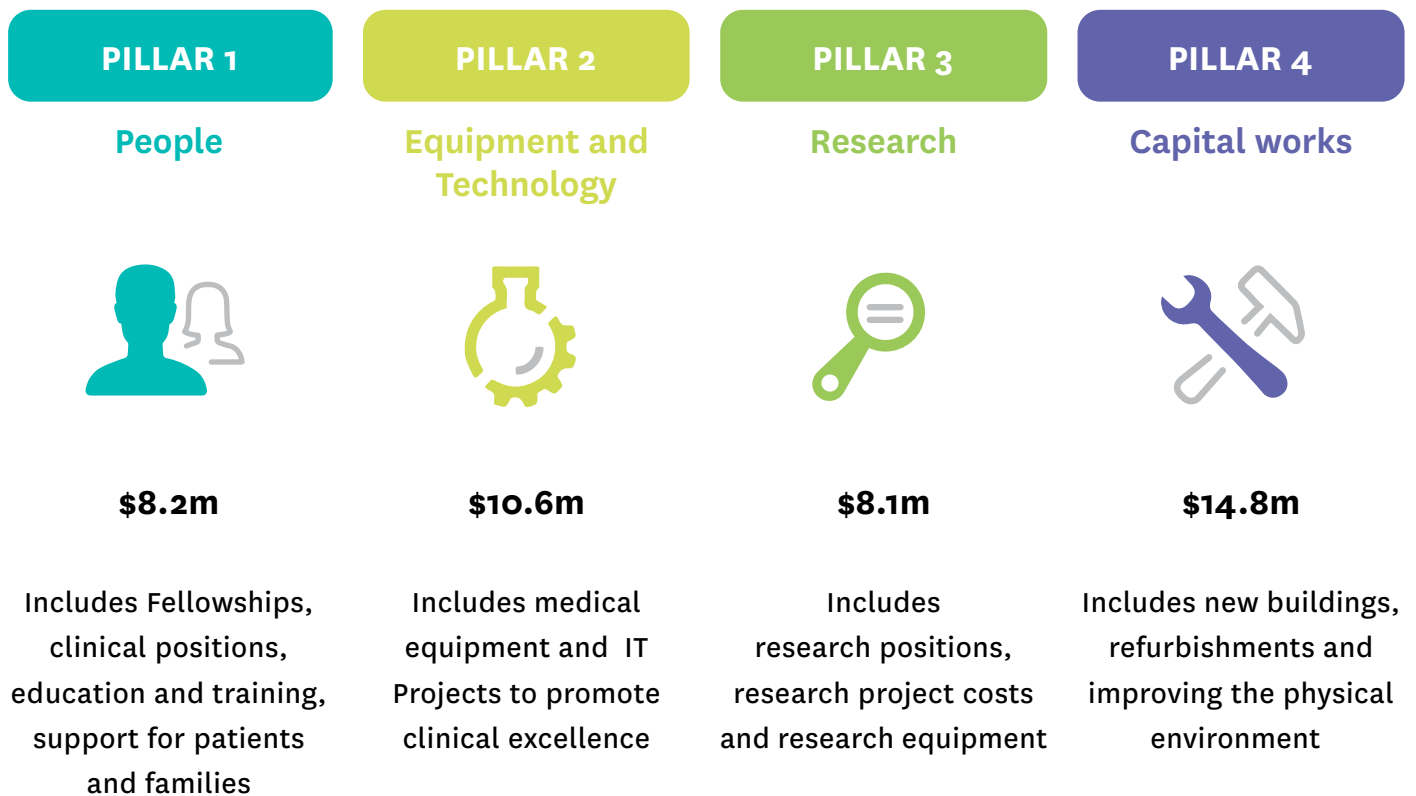 PILLAR 1
People
$8.2m
Includes Fellowships,
clinical positions,
education and training,
support for patients
and families
PILLAR 2
Equipment and
Technology
$10.6m
Includes medical
equipment and  IT
Projects to promote
clinical excellence
PILLAR 3
Research
$8.1m
Includes
research positions,
research project costs
and research equipment
PILLAR 4
Capital works
$14.8m
Includes new buildings,
refurbishments and
improving the physical
environment